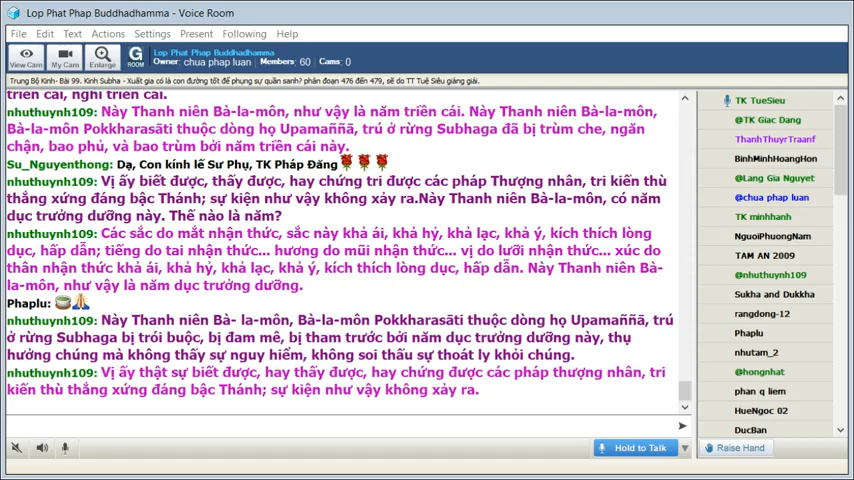 Lop Phat Phap Buddhadhamma - Voice Room
File Edit Text Actions Settings Present Following Help
View Cam My Cam Enlarge G ROOM
Lop Phat Phap Buddhadhamma
Owner: chua phap luan Members: 60 Cams: 0
Trung Bộ Kinh- Bài 99. Kinh Subha - Xuất gia có là con đường tốt để phụng sự quần sanh? phân đoạn 476 đến 479, sẽ do TT Tuệ Siêu giảng giải.
triền cái, nghi triền cái.
nhuthuynh109: Này Thanh niên Bà-la-môn, như vậy là năm triền cái. Này Thanh niên Bà-la-môn,
Bà-la-môn Pokkharasāti thuộc dòng họ Upamaññā, trú ở rừng Subhaga đã bị trùm che, ngăn
chận, bao phủ, và bao trùm bởi năm triền cái này.
Su_Nguyenthong: Dạ, Con kính lễ Sư Phụ, TK Pháp Đăng
nhuthuynh109: Vị ấy biết được, thấy được, hay chứng tri được các pháp Thượng nhân, tri kiến thù
thắng xứng đáng bậc Thánh; sự kiện như vậy không xảy ra.Này Thanh niên Bà-la-môn, có năm
dục trưởng dưỡng này. Thế nào là năm?
nhuthuynh109: Các sắc do mắt nhận thức, sắc này khả ái, khả hỷ, khả lạc, khả ý, kích thích lòng
dục, hấp dẫn; tiếng do tai nhận thức... hương do mũi nhận thức... vị do lưỡi nhận thức... xúc do
thân nhận thức khả ái, khả hỷ, khả lạc, khả ý, kích thích lòng dục, hấp dẫn. Này Thanh niên Bà-
la-môn, như vậy là năm dục trưởng dưỡng.
Phaplu:
nhuthuynh109: Này Thanh niên Bà- la-môn, Bà-la-môn Pokkharasāti thuộc dòng họ Upamaññā, trú
ở rừng Subhaga bị trói buộc, bị đam mê, bị tham trước bởi năm dục trưởng dưỡng này, thụ
hưởng chúng mà không thấy sự nguy hiểm, không soi thấu sự thoát ly khỏi chúng.
nhuthuynh109: Vị ấy thật sự biết được, hay thấy được, hay chứng được các pháp thượng nhân, tri
kiến thù thắng xứng đáng bậc Thánh; sự kiện như vậy không xảy ra.
TK TueSieu
@TK Giac Dang
ThanhThuyrTraanf
BinhMinhHoangHon
@Lang Gia Nguyet
@chua phap luan
TK minhhanh
NguoiPhuongNam
TAM AN 2009
@nhuthuynh109
Sukha and Dukkha
rangdong-12
Phaplu
nhutam_2
@hongnhat
phan q liem
HueNgoc 02
DucBan
Hold to Talk
Raise Hand